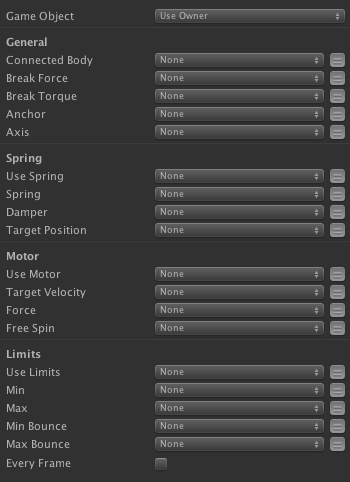 Game Object Use Owner
General
Connected Body None
Break Force None
Break Torque None
Anchor None
Axis None
Spring
Use Spring None
Spring None
Damper None
Target Position None
Motor
Use Motor None
Target Velocity None
Force None
Free Spin None
Limits
Use Limits None
Min None
Max None
Min Bounce None
Max Bounce None
Every Frame